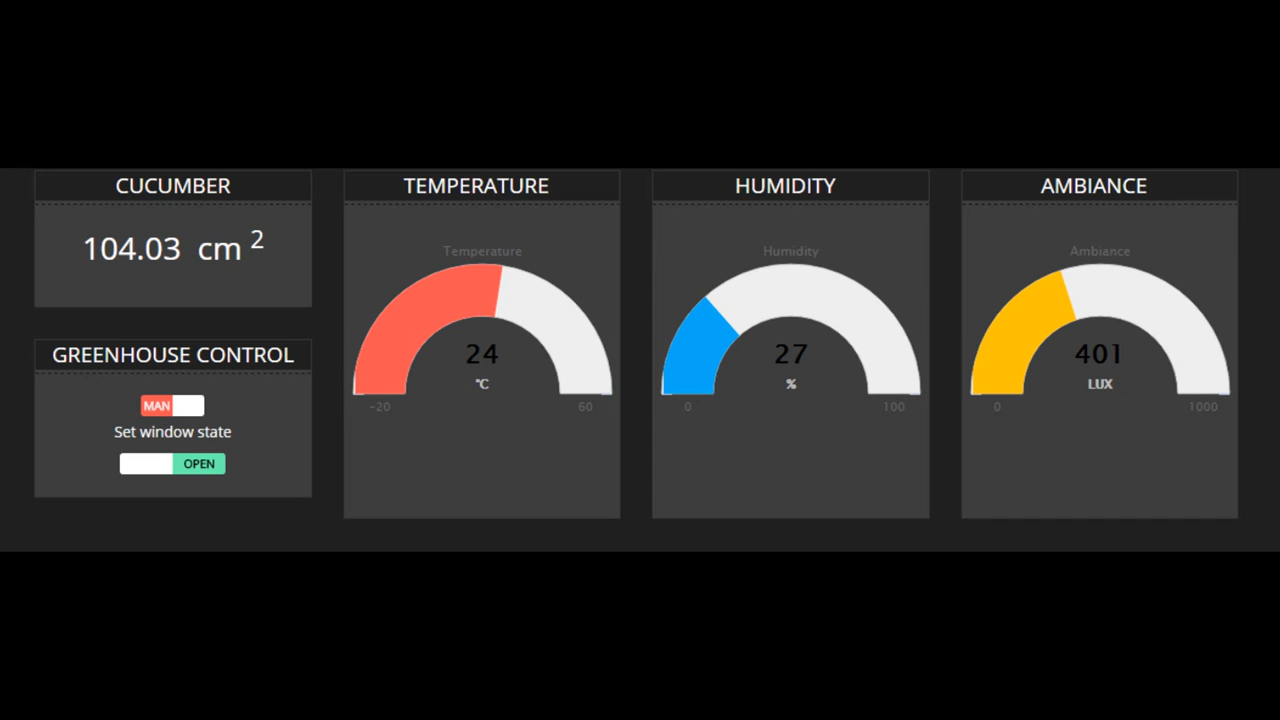 CUCUMBER
104.03 cm 2
GREENHOUSE CONTROL
MAN
Set window state
OPEN
TEMPERATURE
Temperature
24
°C
-20 60
HUMIDITY
Humidity
27
%
0 100
AMBIANCE
Ambiance
401
LUX
0 1000